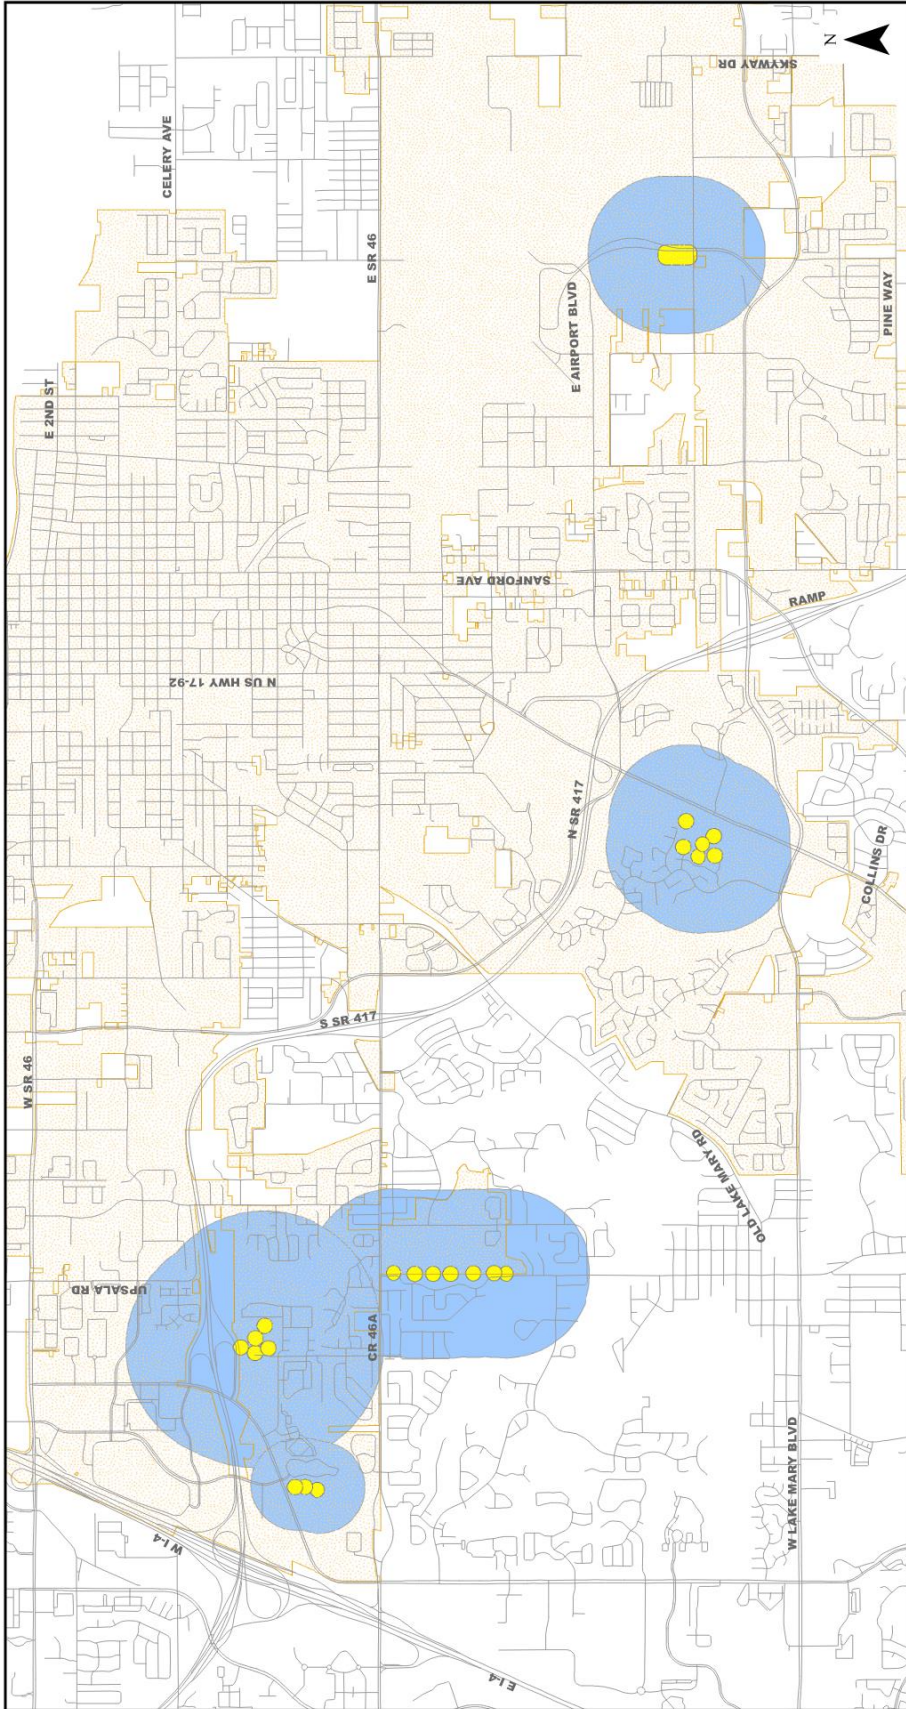 N
SKYWAY DR
CELERY AVE
E SR 46
E AIRPORT BLVD
PINE WAY
E 2ND ST
SANFORD AVE
RAMP
N US HWY 17-92
N SR 417
COLLINS DR
S SR 417
W SR 46
OLD LAKE MARY RD
UPSALA RD
CR 46A
W LAKE MARY BLVD
W I-4
E I-4